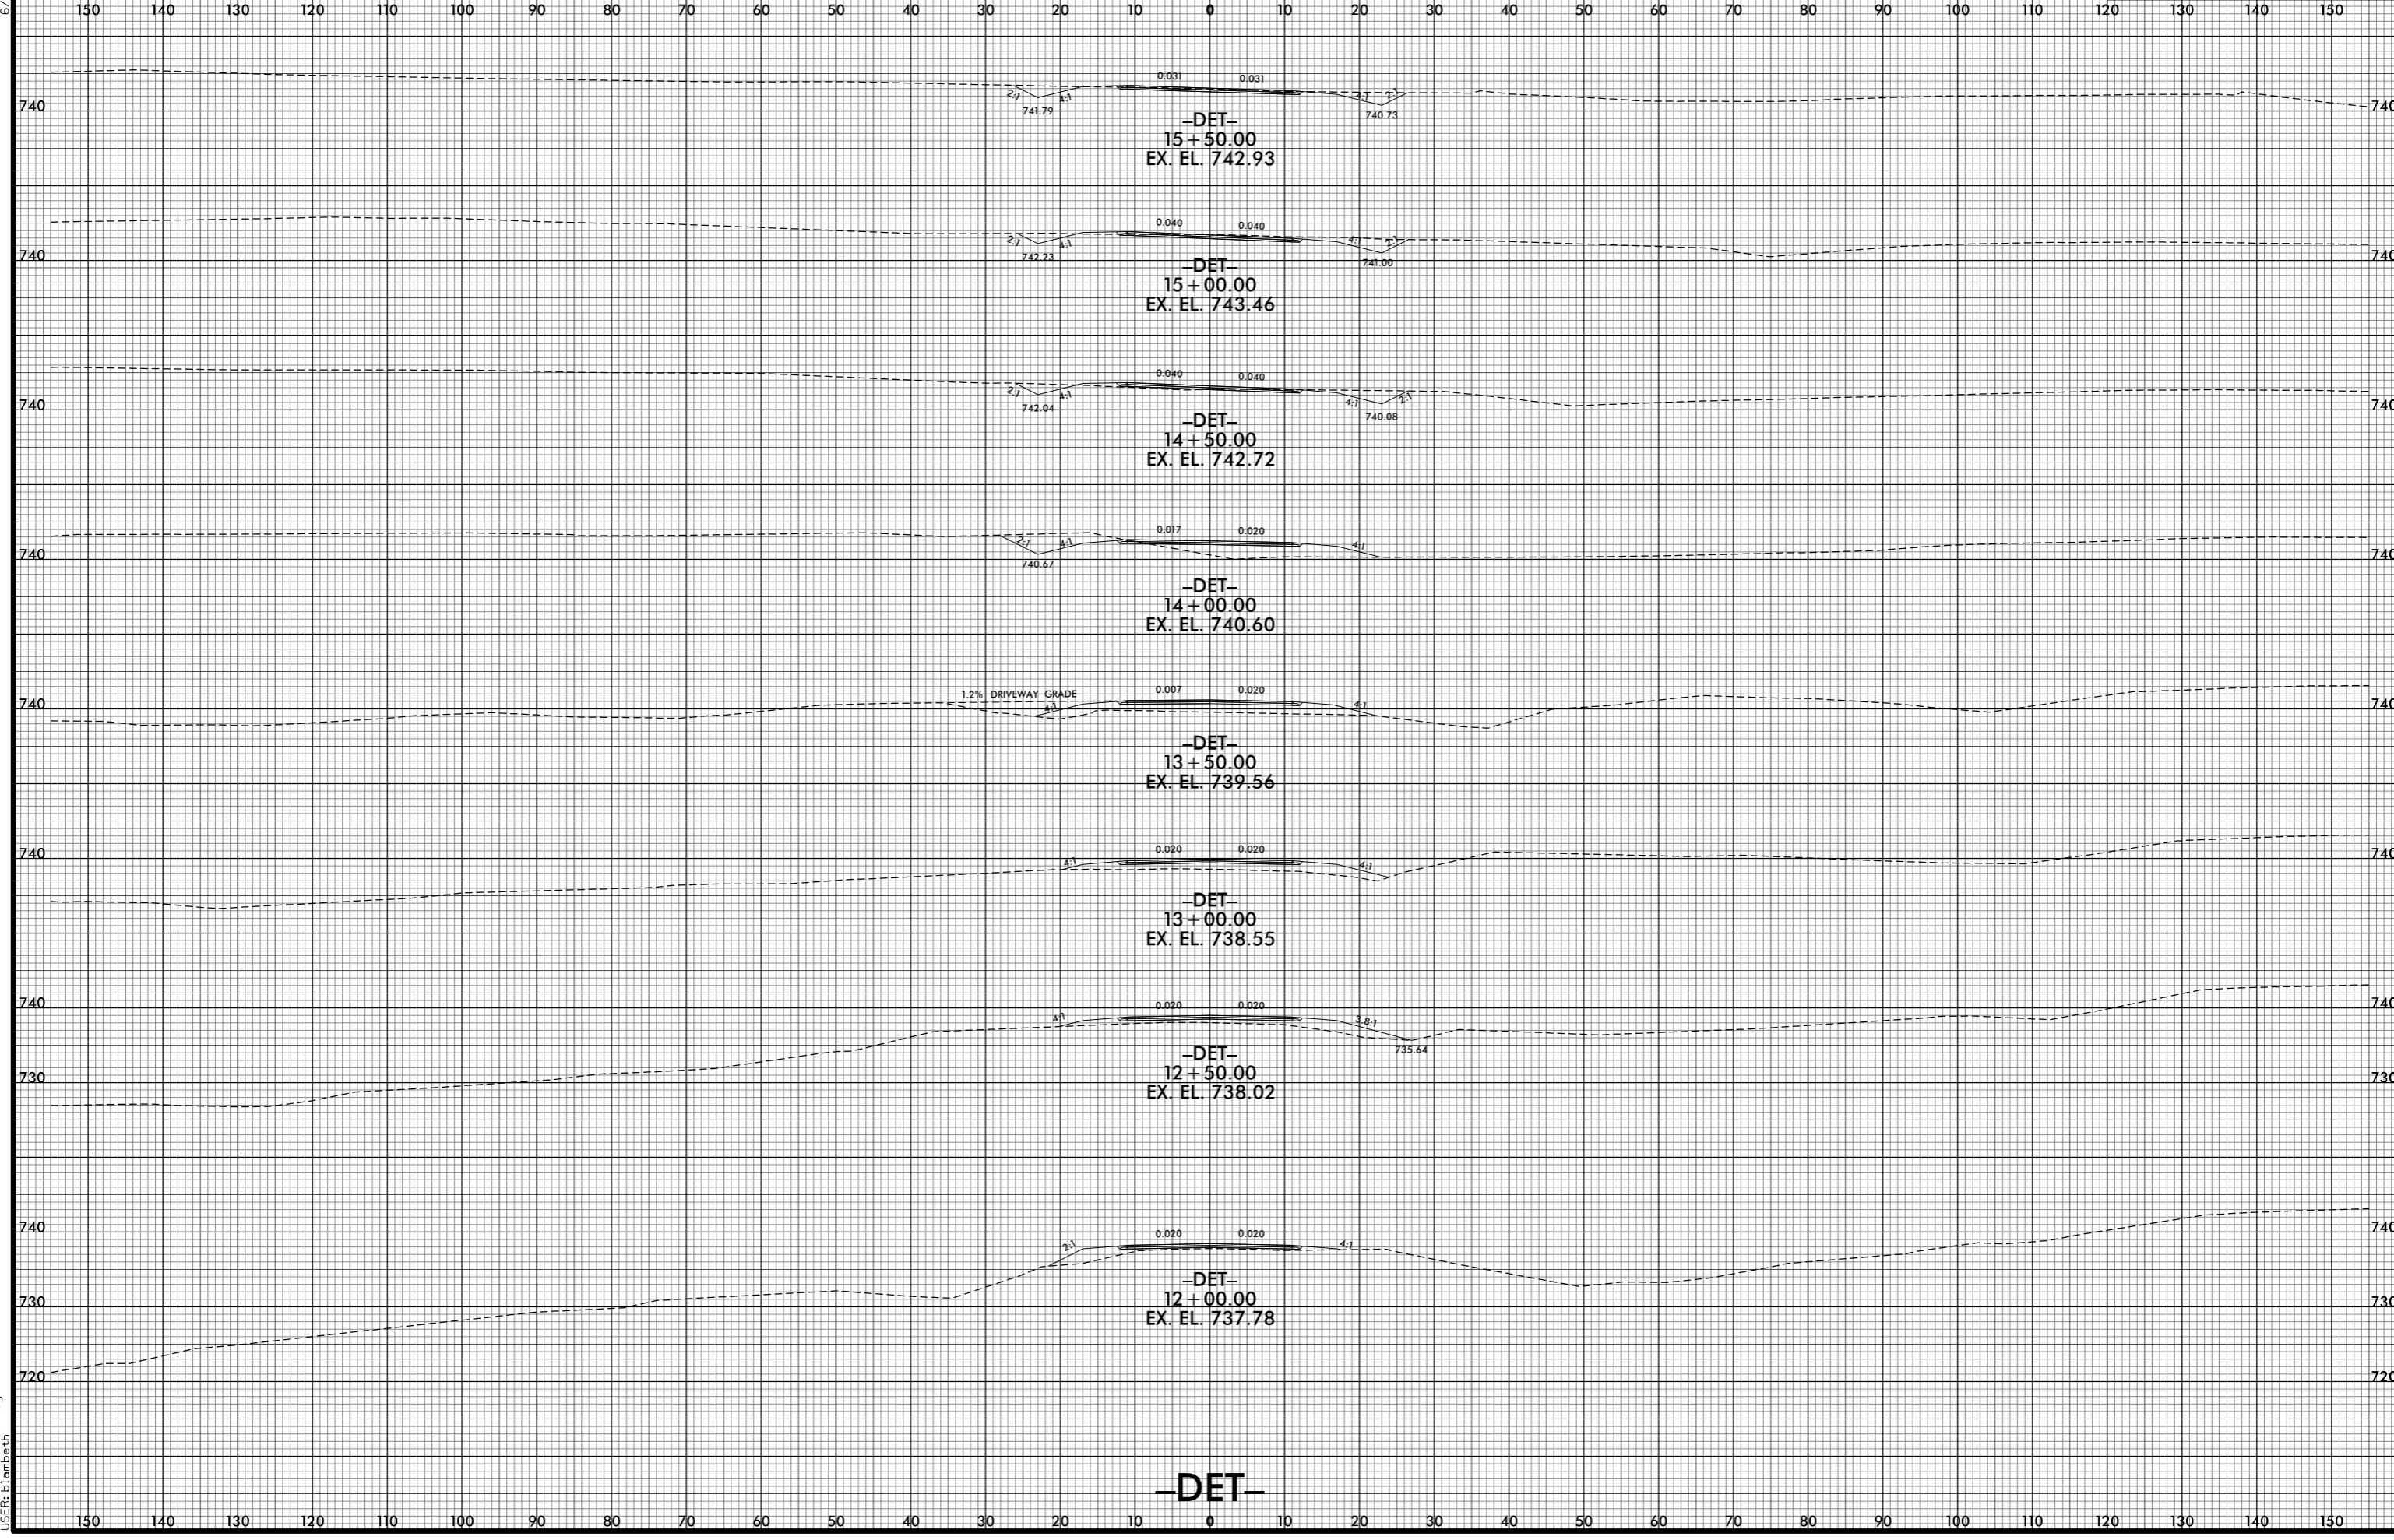 150 140 130 120 110 100 90 80 70 60 50 40 30 20 10 0 10 20 30 40 50 60 70 80 90 100 110 120 130 140 150
0.031 0.031
2:1 4:1 4:1 2:1
740 741.79 740.73 740
–DET–
15+50.00
EX. EL. 742.93
0.040 0.040
2:1 4:1 4:1 2:1
740 742.23 741.00 740
–DET–
15+00.00
EX. EL. 743.46
0.040 0.040
2:1 4:1 4:1 2:1
740 742.04 740.08 740
–DET–
14+50.00
EX. EL. 742.72
0.017 0.020
2:1 4:1 4:1
740 740
740.67
–DET–
14+00.00
EX. EL. 740.60
1.2% DRIVEWAY GRADE 0.007 0.020
740 4:1 4:1 740
–DET–
13+50.00
EX. EL. 739.56
0.020 0.020
740 4:1 4:1 740
–DET–
13+00.00
EX. EL. 738.55
740 0.020 0.020 740
4:1 3.8:1
735.64
–DET–
12+50.00
730 730
EX. EL. 738.02
740 0.020 0.020 740
2:1 4:1
–DET–
12+00.00
730 730
EX. EL. 737.78
720 720
–DET–
150 140 130 120 110 100 90 80 70 60 50 40 30 20 10 0 10 20 30 40 50 60 70 80 90 100 110 120 130 140 150
6/
USER: blambeth